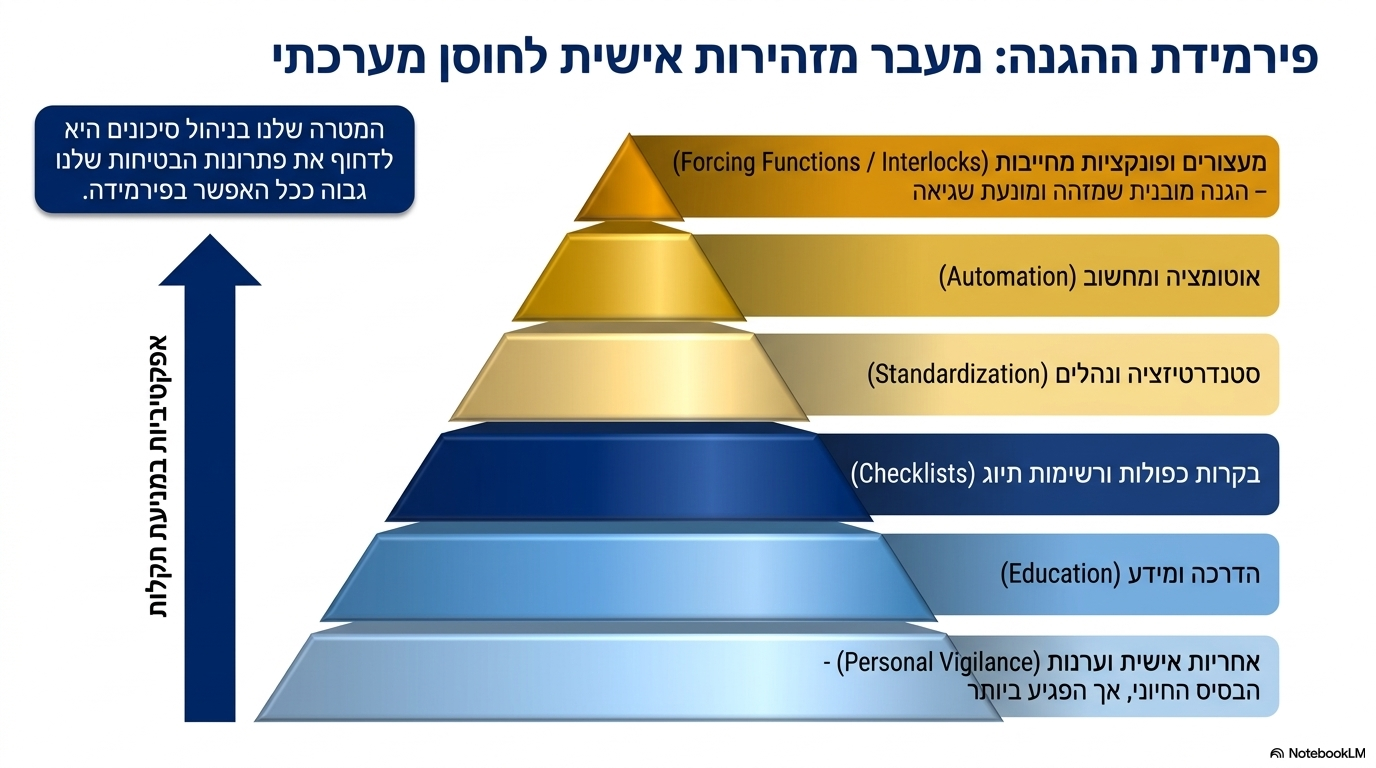 פירמידת ההגנה: מעבר מזהירות אישית לחוסן מערכתי
המטרה שלנו בניהול סיכונים היא
לדחוף את פתרונות הבטיחות שלנו
גבוה ככל האפשר בפירמידה.
מעצורים ופונקציות מחייבות (Forcing Functions / Interlocks)
– הגנה מובנית שמזהה ומונעת שגיאה
אוטומציה ומחשוב (Automation)
סטנדרטיזציה ונהלים (Standardization)
בקרות כפולות ורשימות תיוג (Checklists)
הדרכה ומידע (Education)
אחריות אישית וערנות (Personal Vigilance) -
הבסיס החיוני, אך הפגיע ביותר
אפקטיביות במניעת תקלות
NotebookLM